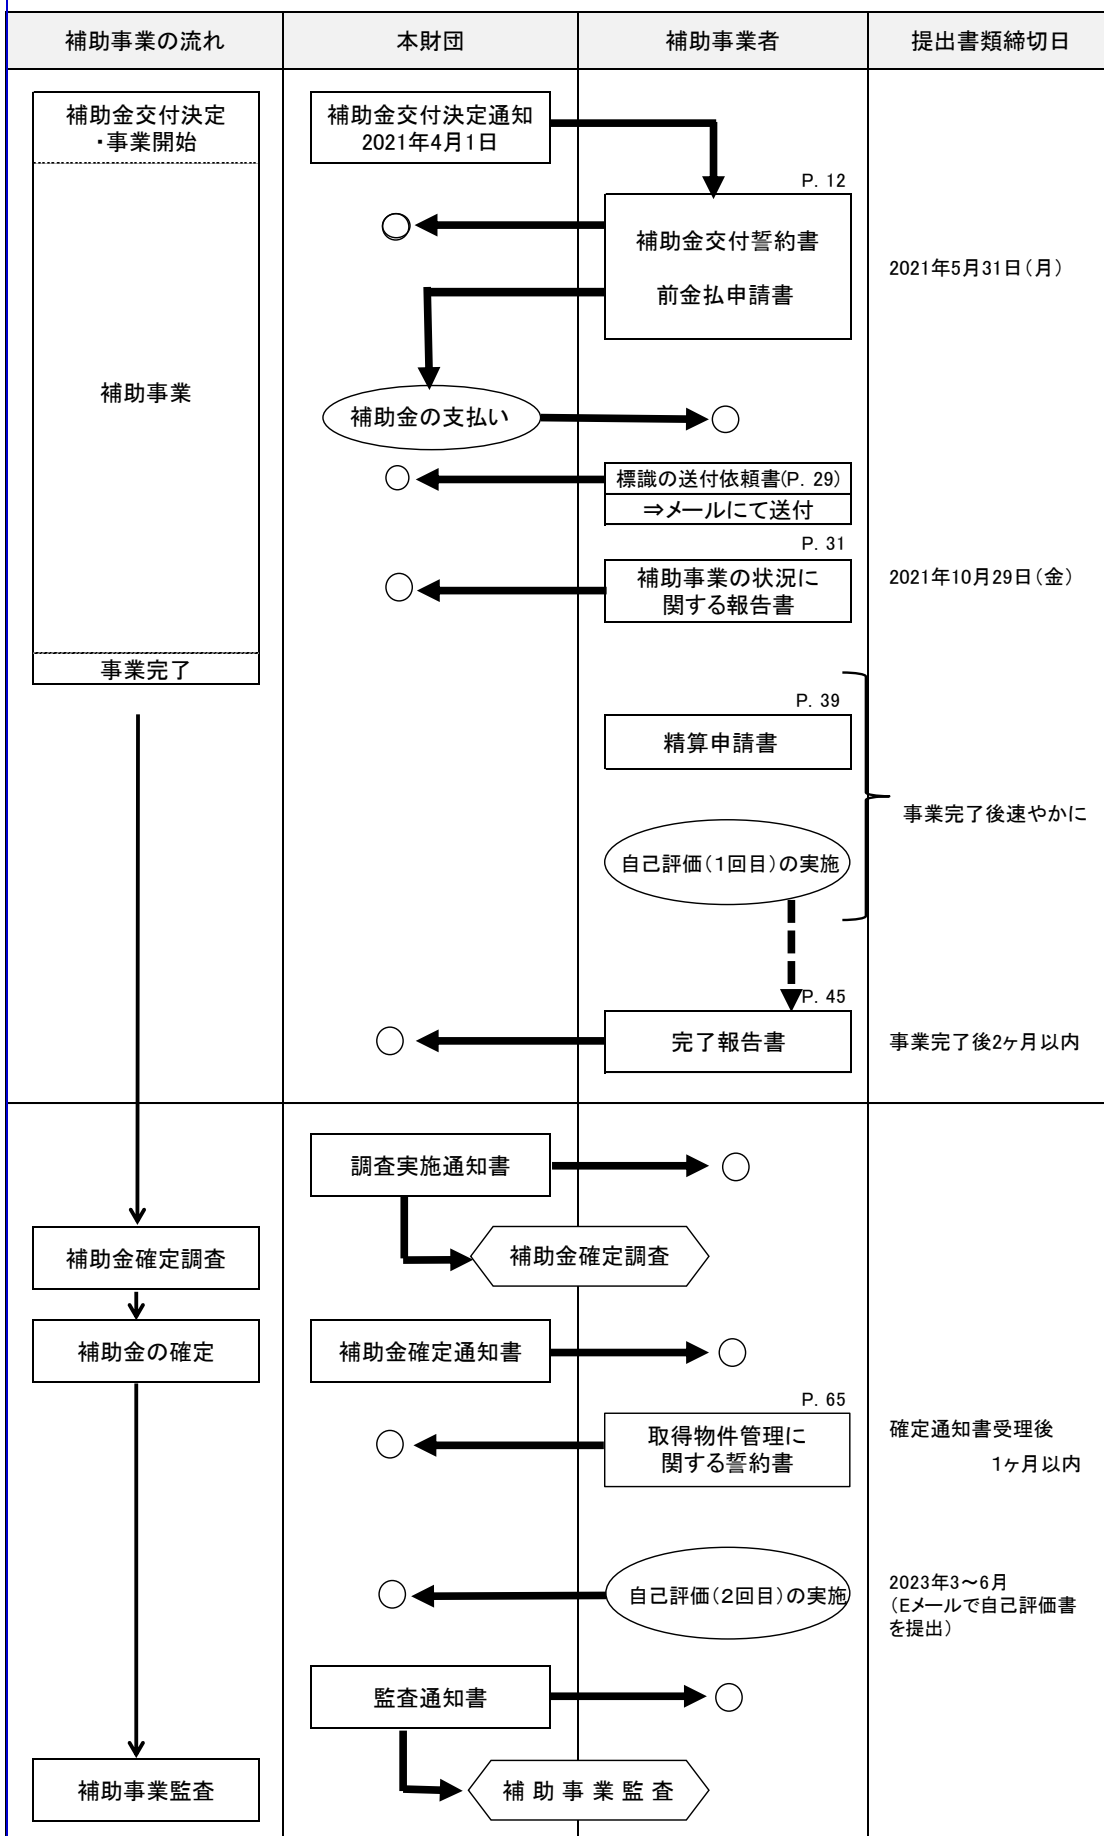 補助事業の流れ
本財団
補助事業者
提出書類締切日
補助金交付決定
・事業開始
補助金交付決定通知
2021年4月1日
P. 12
補助金交付誓約書
前金払申請書
2021年5月31日(月)
補助事業
補助金の支払い
標識の送付依頼書(P. 29)
⇒メールにて送付
P. 31
補助事業の状況に
関する報告書
2021年10月29日(金)
事業完了
P. 39
精算申請書
事業完了後速やかに
自己評価(1回目)の実施
P. 45
完了報告書
事業完了後2ヶ月以内
調査実施通知書
補助金確定調査
補助金確定調査
補助金の確定
補助金確定通知書
P. 65
取得物件管理に
関する誓約書
確定通知書受理後
1ヶ月以内
自己評価(2回目)の実施
2023年3～6月
(Eメールで自己評価書
を提出)
監査通知書
補助事業監査
補 助 事 業 監 査